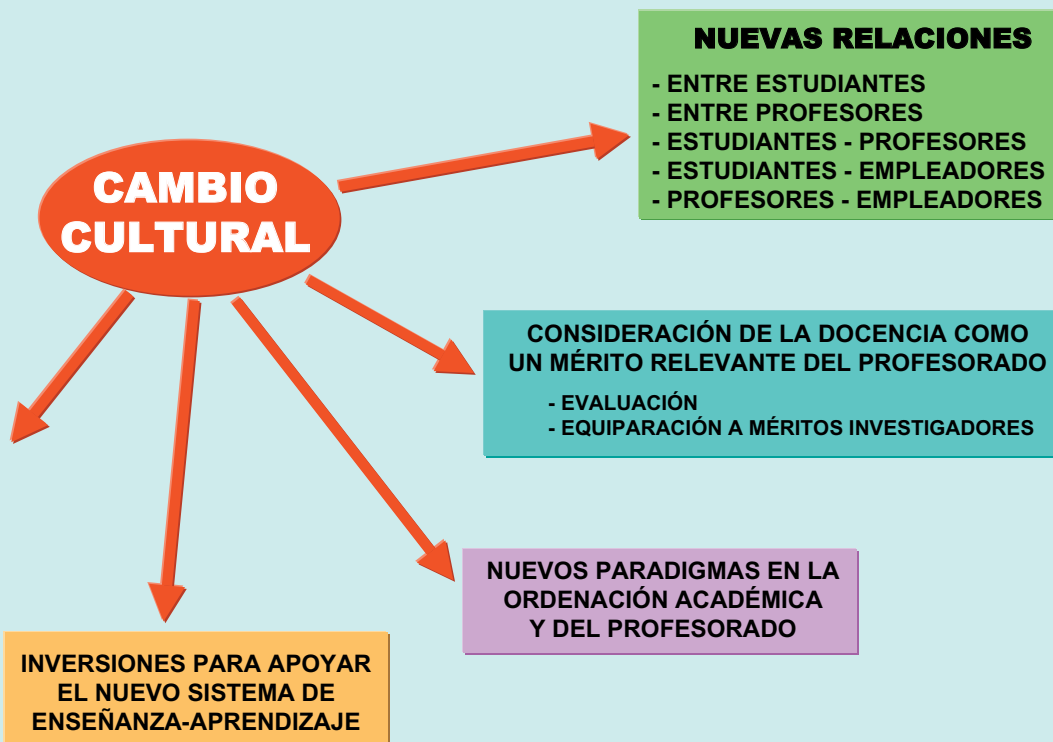 NUEVAS RELACIONES
- ENTRE ESTUDIANTES
- ENTRE PROFESORES
- ESTUDIANTES - PROFESORES
- ESTUDIANTES - EMPLEADORES
- PROFESORES - EMPLEADORES
CAMBIO
CULTURAL
CONSIDERACIÓN DE LA DOCENCIA COMO
UN MÉRITO RELEVANTE DEL PROFESORADO
- EVALUACIÓN
- EQUIPARACIÓN A MÉRITOS INVESTIGADORES
NUEVOS PARADIGMAS EN LA
ORDENACIÓN ACADÉMICA
Y DEL PROFESORADO
INVERSIONES PARA APOYAR
EL NUEVO SISTEMA DE
ENSEÑANZA-APRENDIZAJE